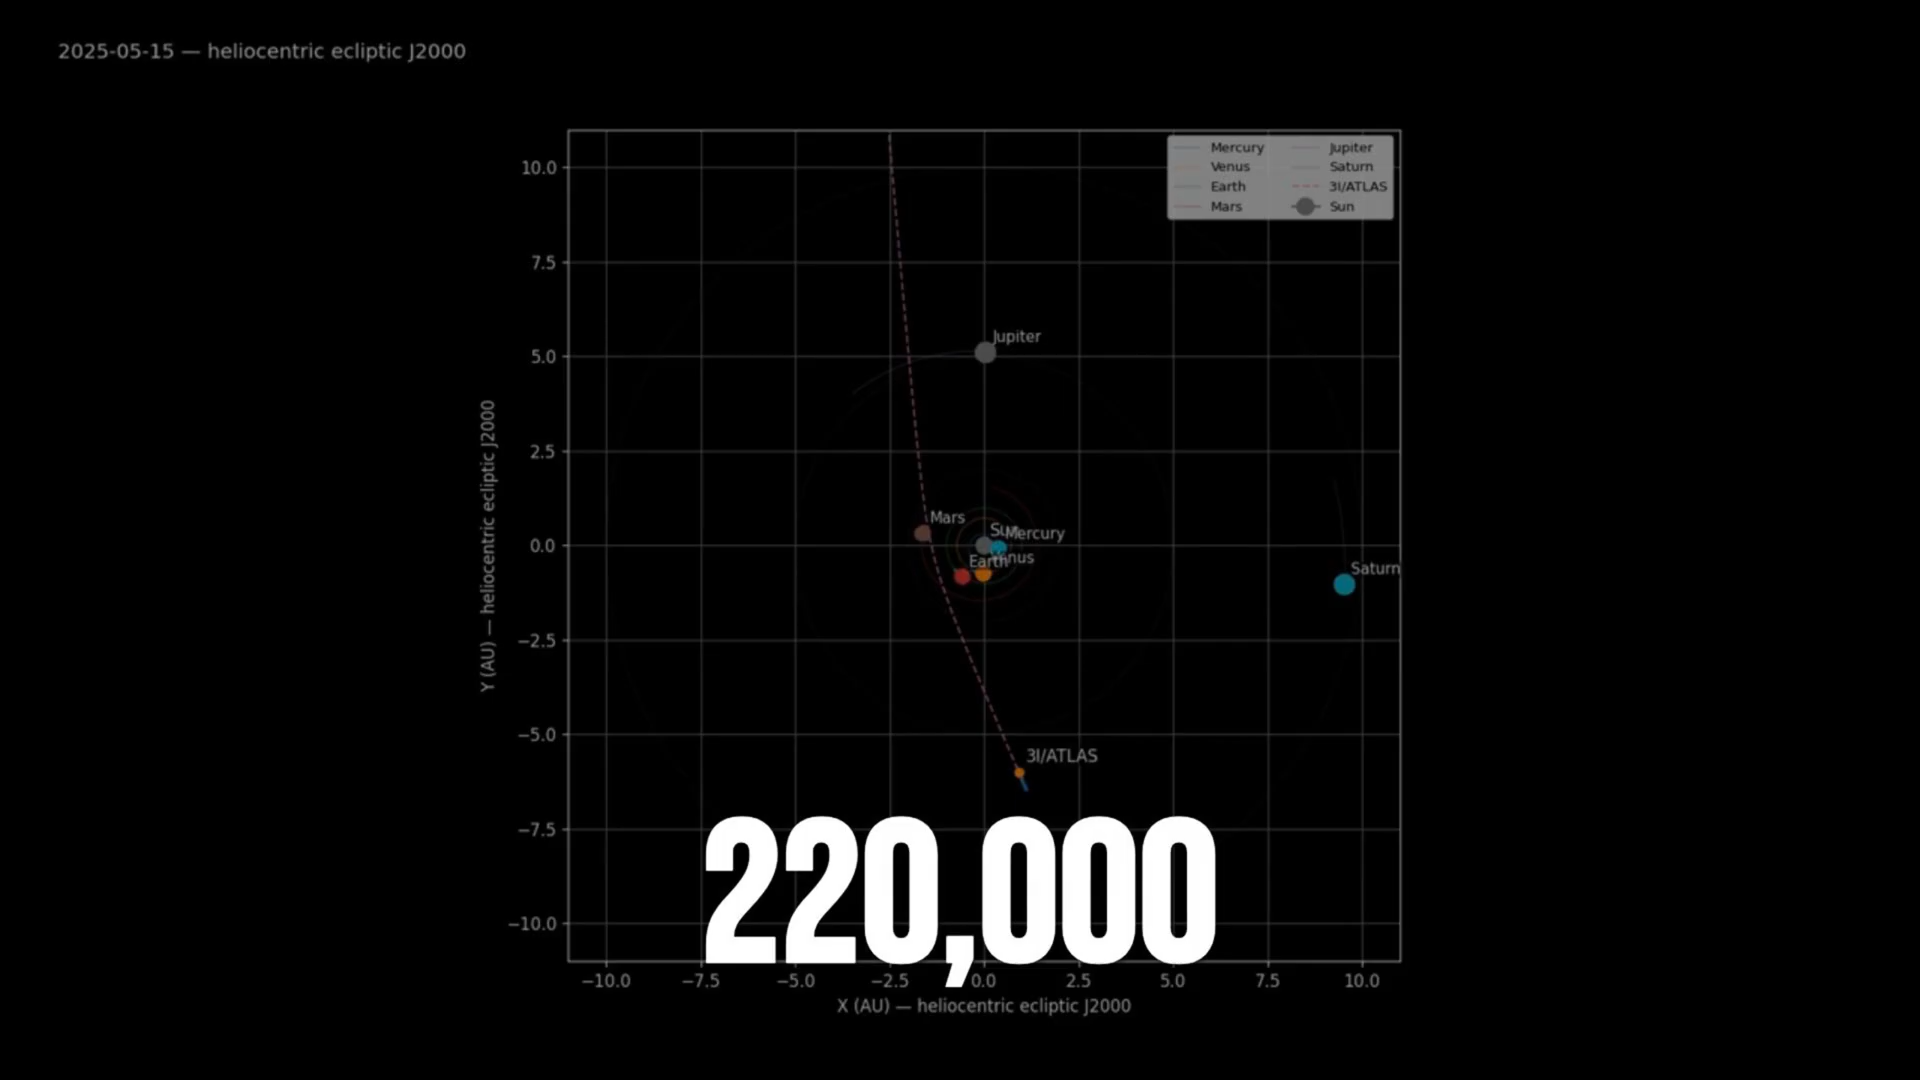 2025-05-15 — heliocentric ecliptic J2000
Mercury
Venus
Earth
Mars
Jupiter
Saturn
3I/ATLAS
Sun
10.0
7.5
5.0
2.5
0.0
−2.5
−5.0
−7.5
−10.0
Y (AU) — heliocentric ecliptic J2000
Jupiter
Mars
Mercury
Earth
Saturn
3I/ATLAS
220,000
−10.0
−7.5
−5.0
−2.5
0.0
2.5
5.0
7.5
10.0
X (AU) — heliocentric ecliptic J2000